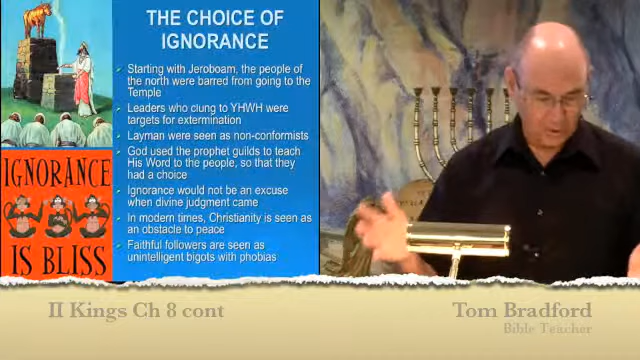 THE CHOICE OF
IGNORANCE
Starting with Jeroboam, the people of
the north were barred from going to the
Temple
Leaders who clung to YHWH were
targets for extermination
Layman were seen as non-conformists
God used the prophet guilds to teach
His Word to the people, so that they
had a choice
Ignorance would not be an excuse
when divine judgment came
In modern times, Christianity is seen as
an obstacle to peace
Faithful followers are seen as
unintelligent bigots with phobias
IGNORANCE
IS BLISS
II Kings Ch 8 cont
Tom Bradford
Bible Teacher